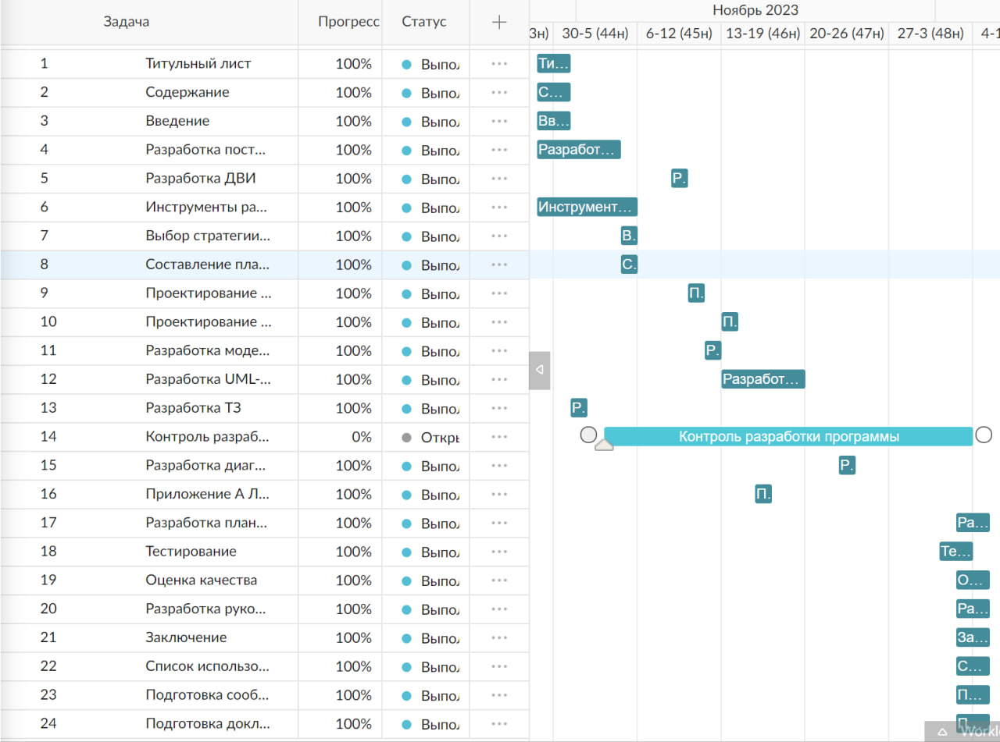 Задача Прогресс Статус + Ноябрь 2023
3н) 30-5 (44н) 6-12 (45н) 13-19 (46н) 20-26 (47н) 27-3 (48н) 4-1
1 Титульный лист 100% Выпол ... Ти...
2 Содержание 100% Выпол ... С...
3 Введение 100% Выпол ... Вв...
4 Разработка пост... 100% Выпол ... Разработ...
5 Разработка ДВИ 100% Выпол ... Р.
6 Инструменты ра... 100% Выпол ... Инструмент...
7 Выбор стратегии... 100% Выпол ... В.
8 Составление пла... 100% Выпол ... С.
9 Проектирование ... 100% Выпол ... П.
10 Проектирование ... 100% Выпол ... П.
11 Разработка моде... 100% Выпол ... Р.
12 Разработка UML-... 100% Выпол ... Разработ...
13 Разработка ТЗ 100% Выпол ... Р.
14 Контроль разраб... 0% Откры ... Контроль разработки программы
15 Разработка диаг... 100% Выпол ... Р.
16 Приложение А Л... 100% Выпол ... П.
17 Разработка план... 100% Выпол ... Ра...
18 Тестирование 100% Выпол ... Те...
19 Оценка качества 100% Выпол ... О...
20 Разработка руко... 100% Выпол ... Ра...
21 Заключение 100% Выпол ... За...
22 Список использо... 100% Выпол ... С...
23 Подготовка сооб... 100% Выпол ... П...
24 Подготовка докл... 100% Выпол ... П...
Worklo